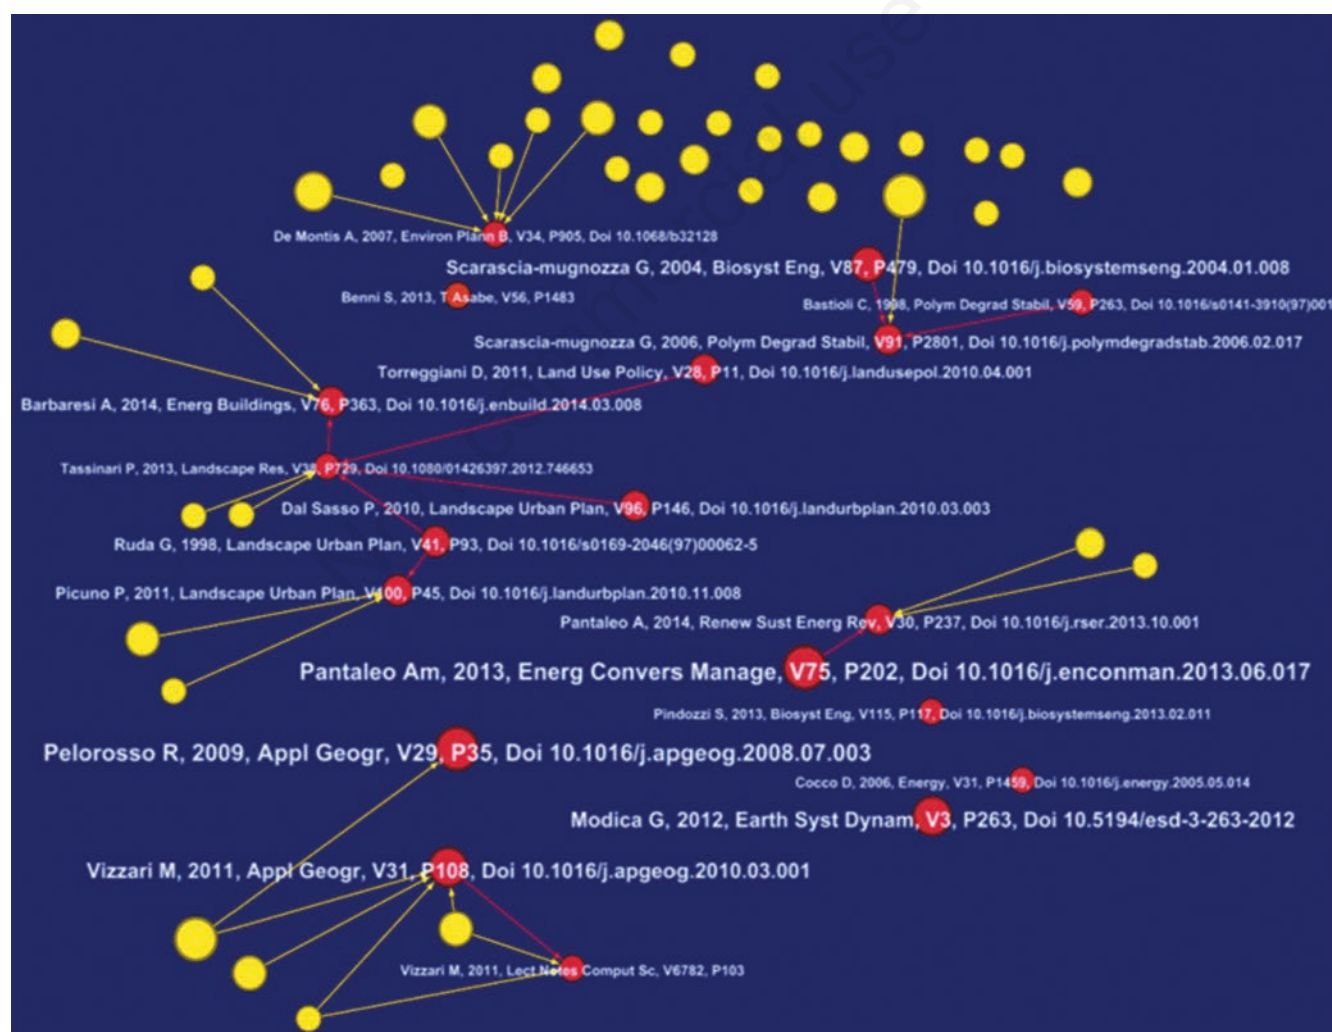 De Montis A, 2007, Environ Plann B, V34, P905, Doi 10.1068/b32128
Scarascia-mugnozza G, 2004, Biosyst Eng, V87, P479, Doi 10.1016/j.biosystemseng.2004.01.008
Benni S, 2013, T Asabe, V56, P1483
Bastioli C, 1998, Polym Degrad Stabil, V59, P263, Doi 10.1016/s0141-3910(97)001
Scarascia-mugnozza G, 2006, Polym Degrad Stabil, V91, P2801, Doi 10.1016/j.polymdegradstab.2006.02.017
Torreggiani D, 2011, Land Use Policy, V28, P11, Doi 10.1016/j.landusepol.2010.04.001
Barbaresi A, 2014, Energ Buildings, V76, P363, Doi 10.1016/j.enbuild.2014.03.008
Tassinari P, 2013, Landscape Res, V38, P729, Doi 10.1080/01426397.2012.746653
Dal Sasso P, 2010, Landscape Urban Plan, V96, P146, Doi 10.1016/j.landurbplan.2010.03.003
Ruda G, 1998, Landscape Urban Plan, V41, P93, Doi 10.1016/s0169-2046(97)00062-5
Picuno P, 2011, Landscape Urban Plan, V100, P45, Doi 10.1016/j.landurbplan.2010.11.008
Pantaleo A, 2014, Renew Sust Energ Rev, V30, P237, Doi 10.1016/j.rser.2013.10.001
Pantaleo Am, 2013, Energ Convers Manage, V75, P202, Doi 10.1016/j.enconman.2013.06.017
Pindozzi S, 2013, Biosyst Eng, V115, P117, Doi 10.1016/j.biosystemseng.2013.02.011
Pelorosso R, 2009, Appl Geogr, V29, P35, Doi 10.1016/j.apgeog.2008.07.003
Cocco D, 2006, Energy, V31, P1459, Doi 10.1016/j.energy.2005.05.014
Modica G, 2012, Earth Syst Dynam, V3, P263, Doi 10.5194/esd-3-263-2012
Vizzari M, 2011, Appl Geogr, V31, P108, Doi 10.1016/j.apgeog.2010.03.001
Vizzari M, 2011, Lect Notes Comput Sc, V6782, P103